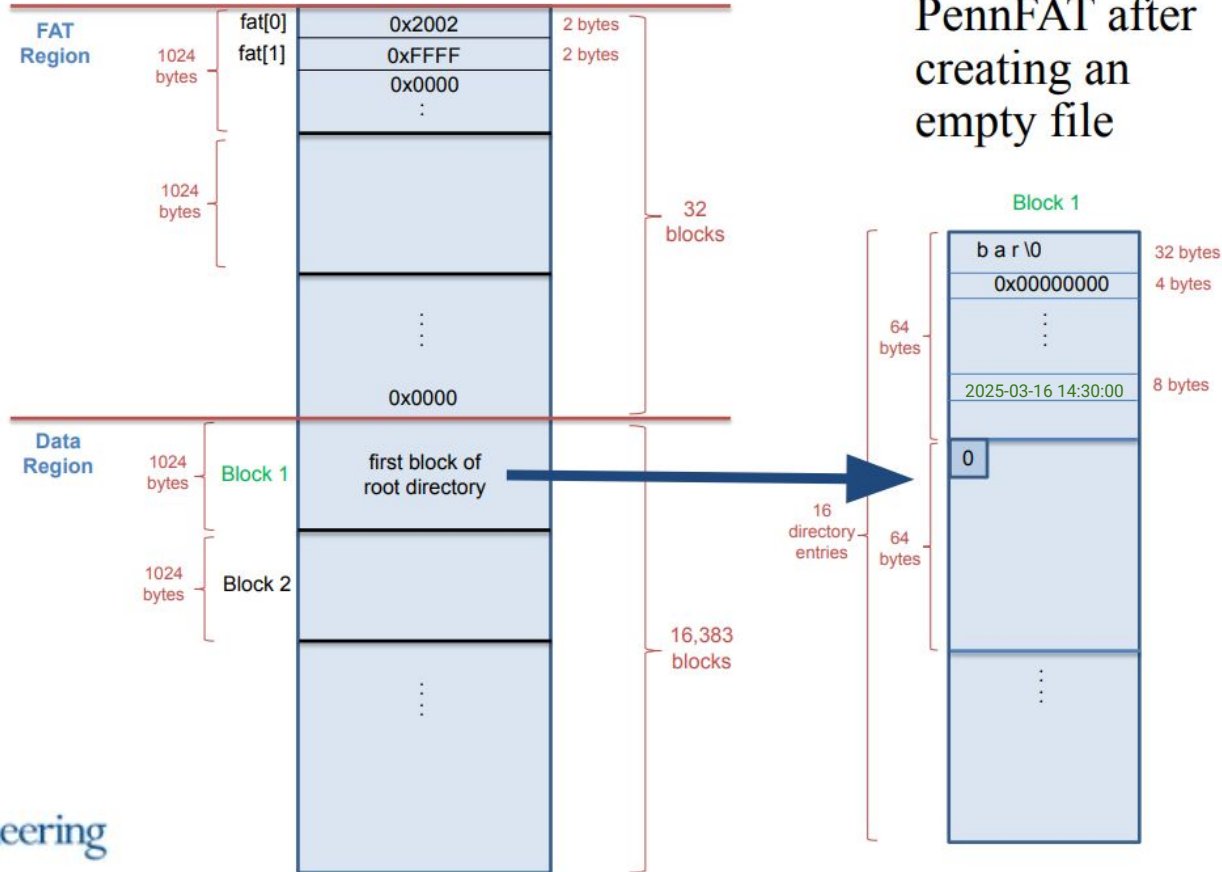 PennFAT after
creating an
empty file
FAT
Region
1024
bytes
fat[0]
0x2002
2 bytes
fat[1]
0xFFFF
2 bytes
0x0000
:
1024
bytes
32
blocks
0x0000
Data
Region
1024
bytes
Block 1
first block of
root directory
1024
bytes
Block 2
16,383
blocks
Block 1
b a r \0
32 bytes
0x00000000
4 bytes
64
bytes
2025-03-16 14:30:00
8 bytes
0
16
directory
entries
64
bytes
eering